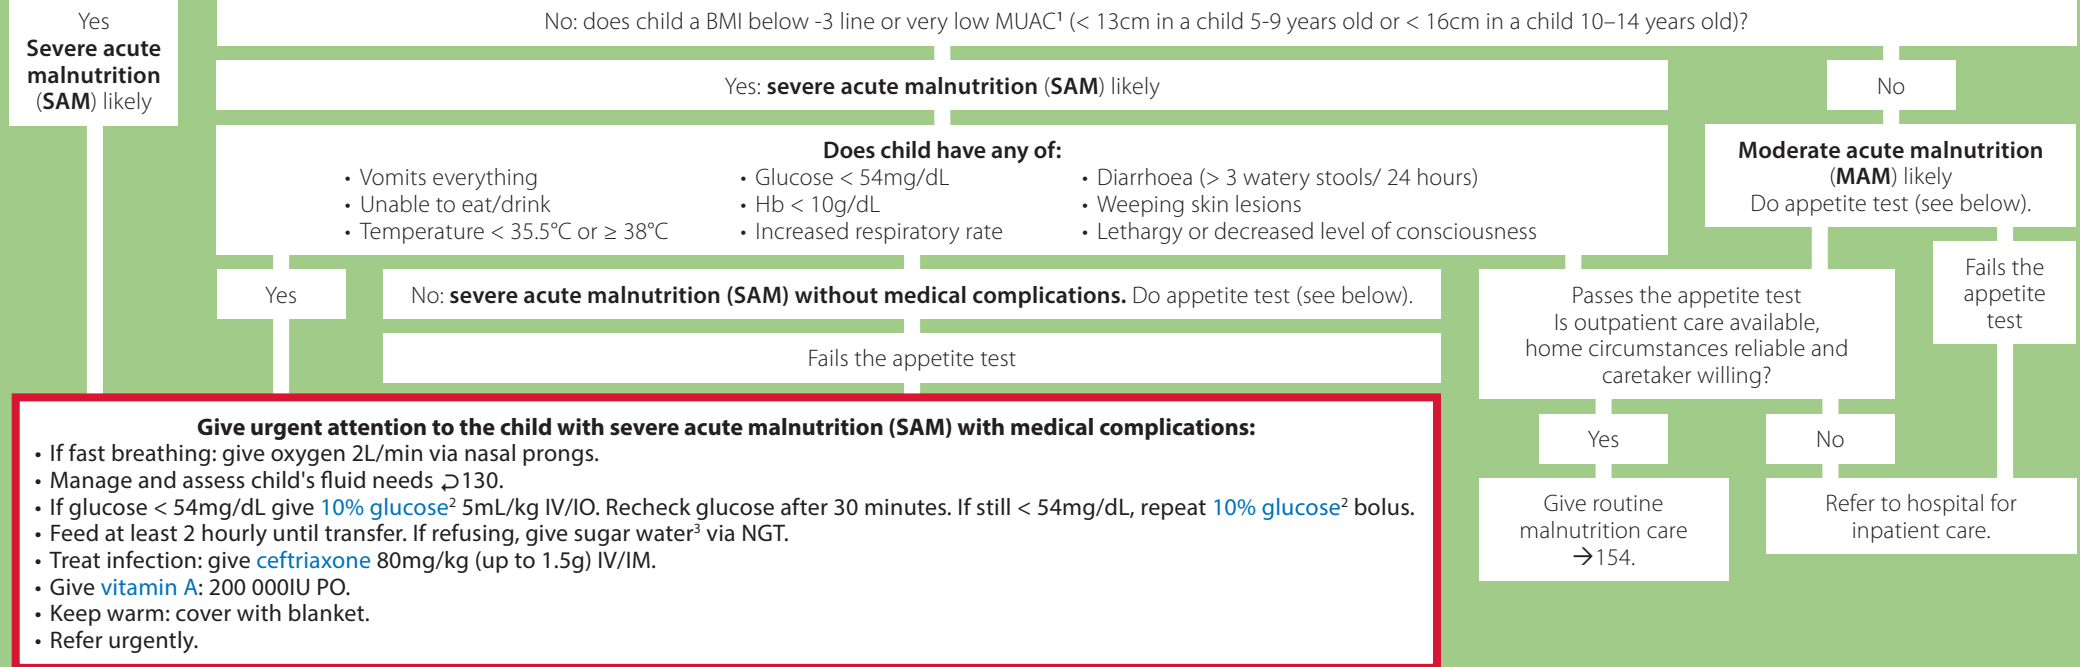 Yes
Severe acute
malnutrition
(SAM) likely
No: does child a BMI below -3 line or very low MUAC¹ (< 13cm in a child 5-9 years old or < 16cm in a child 10–14 years old)?
Yes: severe acute malnutrition (SAM) likely
No
Does child have any of:
• Vomits everything
• Unable to eat/drink
• Temperature < 35.5°C or ≥ 38°C
• Glucose < 54mg/dL
• Hb < 10g/dL
• Increased respiratory rate
• Diarrhoea (> 3 watery stools/ 24 hours)
• Weeping skin lesions
• Lethargy or decreased level of consciousness
Moderate acute malnutrition
(MAM) likely
Do appetite test (see below).
Yes
No: severe acute malnutrition (SAM) without medical complications. Do appetite test (see below).
Fails the appetite test
Passes the appetite test
Is outpatient care available,
home circumstances reliable and
caretaker willing?
Fails the
appetite
test
Yes
No
Give routine
malnutrition care
→154.
Refer to hospital for
inpatient care.
Give urgent attention to the child with severe acute malnutrition (SAM) with medical complications:
• If fast breathing: give oxygen 2L/min via nasal prongs.
• Manage and assess child's fluid needs ⮌130.
• If glucose < 54mg/dL give 10% glucose² 5mL/kg IV/IO. Recheck glucose after 30 minutes. If still < 54mg/dL, repeat 10% glucose² bolus.
• Feed at least 2 hourly until transfer. If refusing, give sugar water³ via NGT.
• Treat infection: give ceftriaxone 80mg/kg (up to 1.5g) IV/IM.
• Give vitamin A: 200 000IU PO.
• Keep warm: cover with blanket.
• Refer urgently.